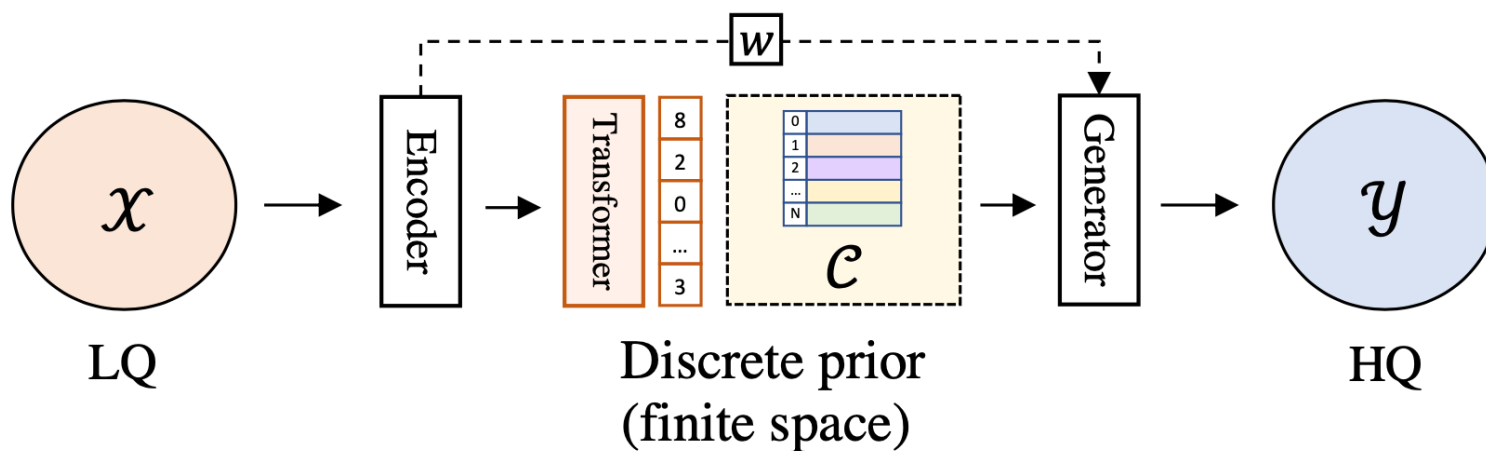 w
𝒳
LQ
Encoder
Transformer
8
2
0
...
3
0
1
2
...
N
𝒞
Discrete prior
(finite space)
Generator
𝒴
HQ